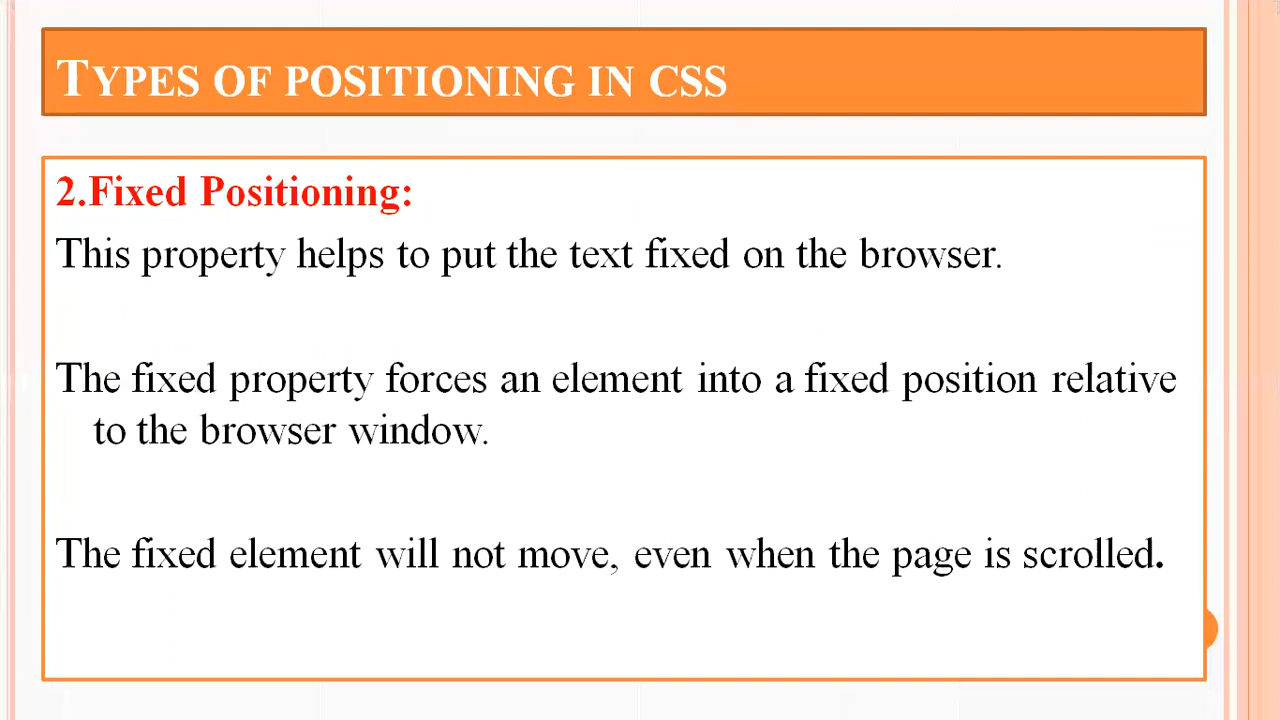 TYPES OF POSITIONING IN CSS
2.Fixed Positioning:
This property helps to put the text fixed on the browser.
The fixed property forces an element into a fixed position relative
to the browser window.
The fixed element will not move, even when the page is scrolled.